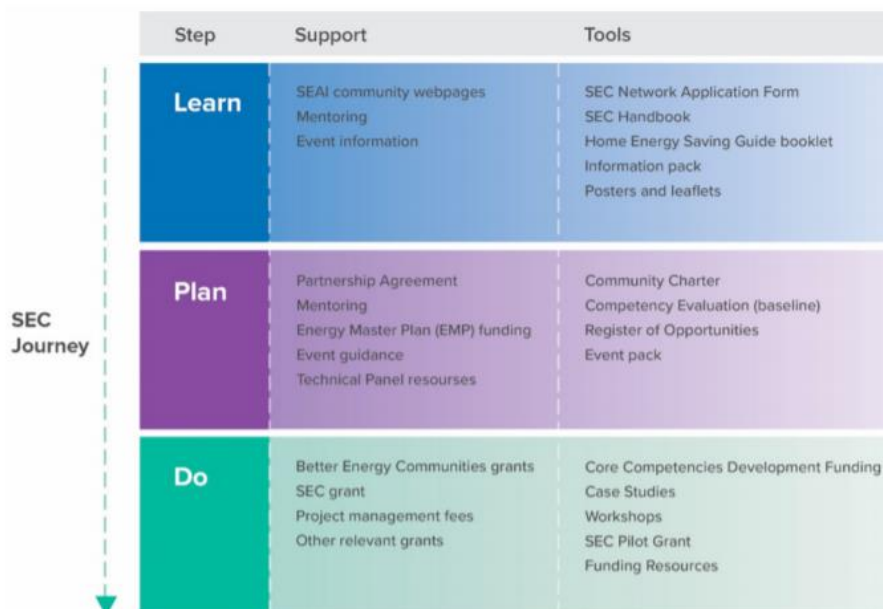 Step Support Tools
SEC
Journey
Learn
SEAI community webpages
Mentoring
Event information
SEC Network Application Form
SEC Handbook
Home Energy Saving Guide booklet
Information pack
Posters and leaflets
Plan
Partnership Agreement
Mentoring
Energy Master Plan (EMP) funding
Event guidance
Technical Panel resourses
Community Charter
Competency Evaluation (baseline)
Register of Opportunities
Event pack
Do
Better Energy Communities grants
SEC grant
Project management fees
Other relevant grants
Core Competencies Development Funding
Case Studies
Workshops
SEC Pilot Grant
Funding Resources